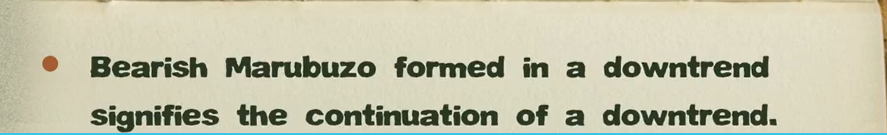 Bearish Marubuzo formed in a downtrend
signifies the continuation of a downtrend.